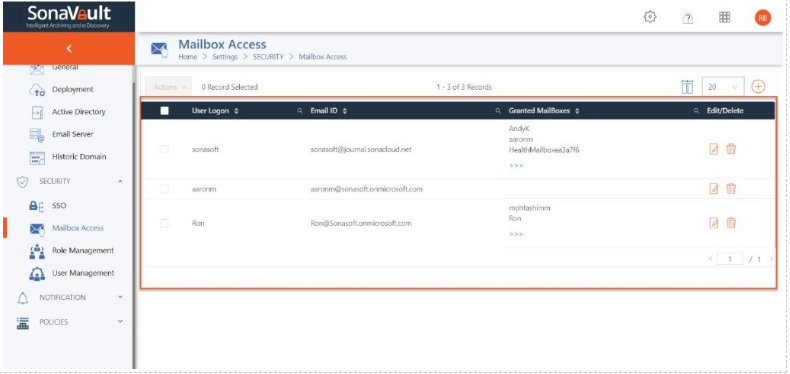 SonaVault
Intelligent Archiving and e-Discovery
RB
Mailbox Access
Home > Settings > SECURITY > Mailbox Access
General
Deployment
Active Directory
Email Server
Historic Domain
SECURITY
SSO
Mailbox Access
Role Management
User Management
NOTIFICATION
POLICIES
Actions
0 Record Selected
1 - 3 of 3 Records
20
User Logon
Email ID
Granted MailBoxes
Edit/Delete
AndyK
sonasoft
sonasoft@journal.sonacloud.net
aaronm
HealthMailboxea3a7f6
>>>
aaronm
aaronm@sonasoft.onmicrosoft.com
mohtashimm
Ron
Ron@Sonasoft.onmicrosoft.com
Ron
>>>
< 1 / 1 >